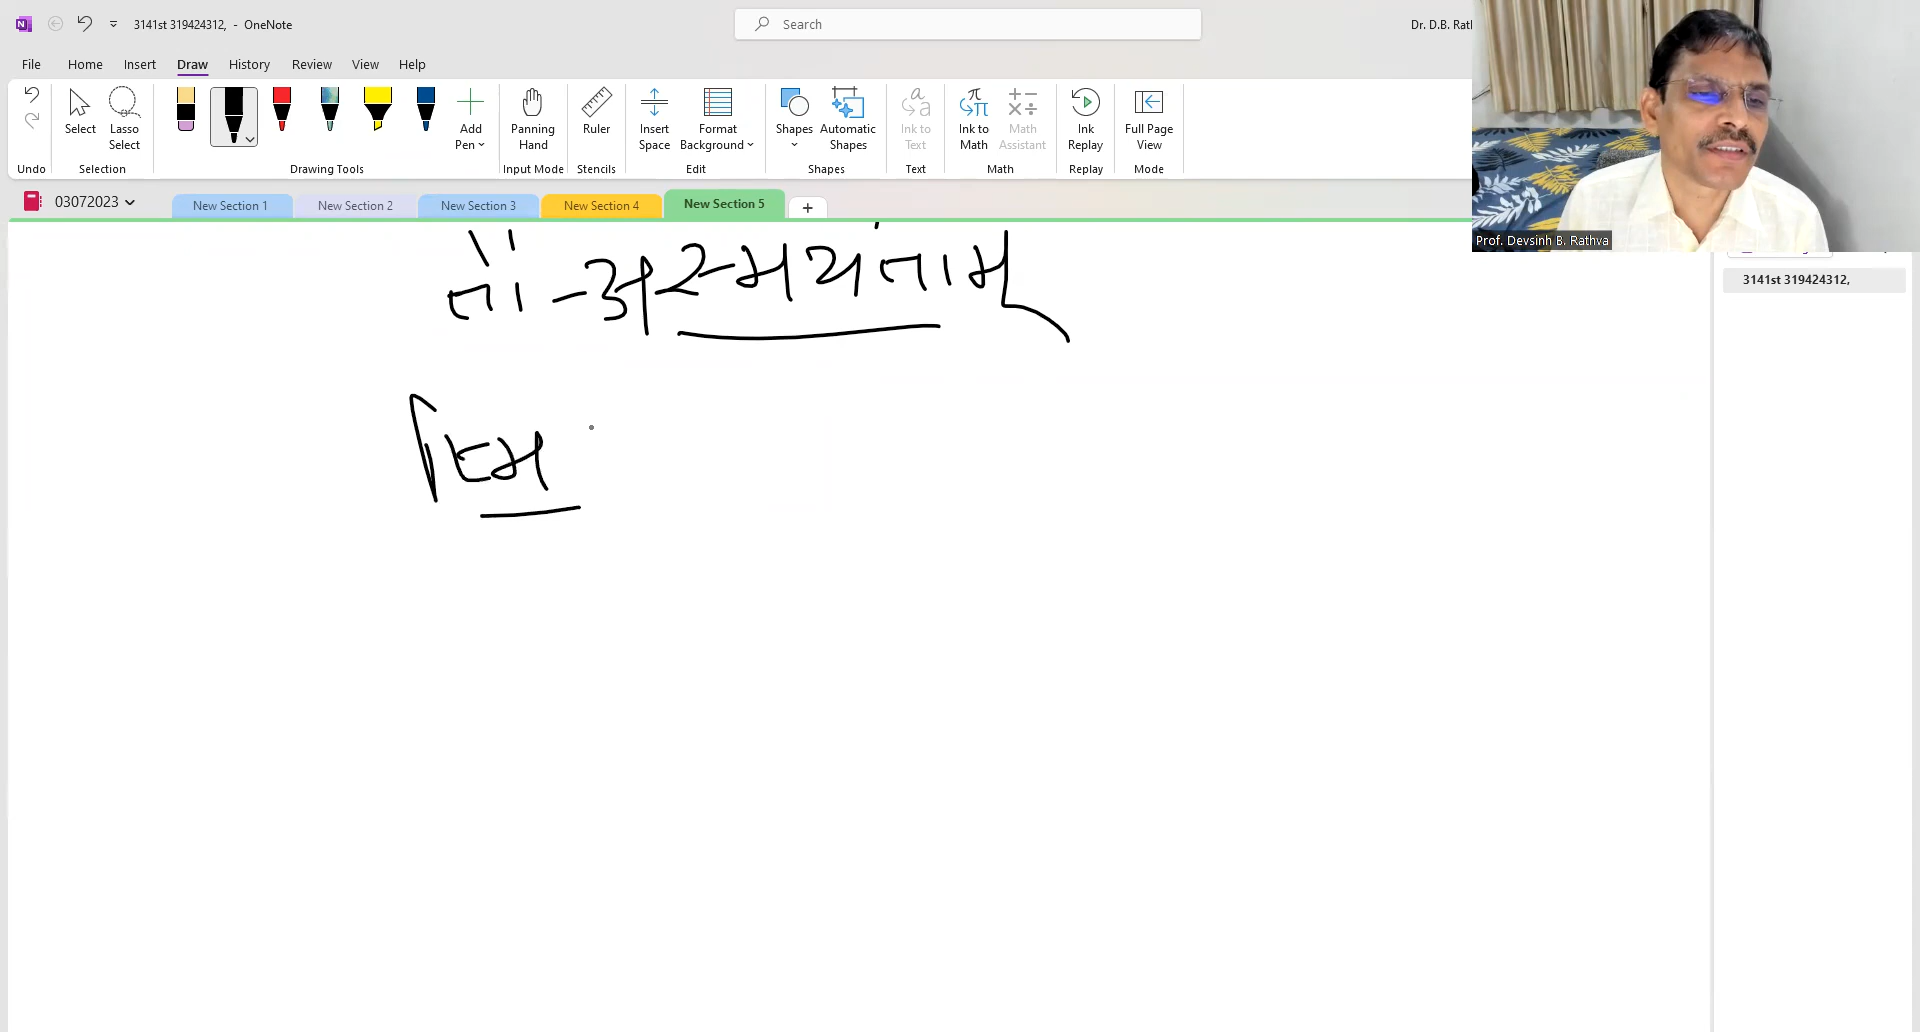 3141st 319424312, - OneNote
Search
Dr. D.B. Rath
File Home Insert Draw History Review View Help
Select
Lasso Select
Add Pen
Panning Hand
Ruler
Insert Space
Format Background
Shapes
Automatic Shapes
Ink to Text
Ink to Math
Math Assistant
Ink Replay
Full Page View
Undo Selection Drawing Tools Input Mode Stencils Edit Shapes Text Math Replay Mode
03072023 New Section 1 New Section 2 New Section 3 New Section 4 New Section 5
Prof. Devsinh B. Rathva
3141st 319424312,